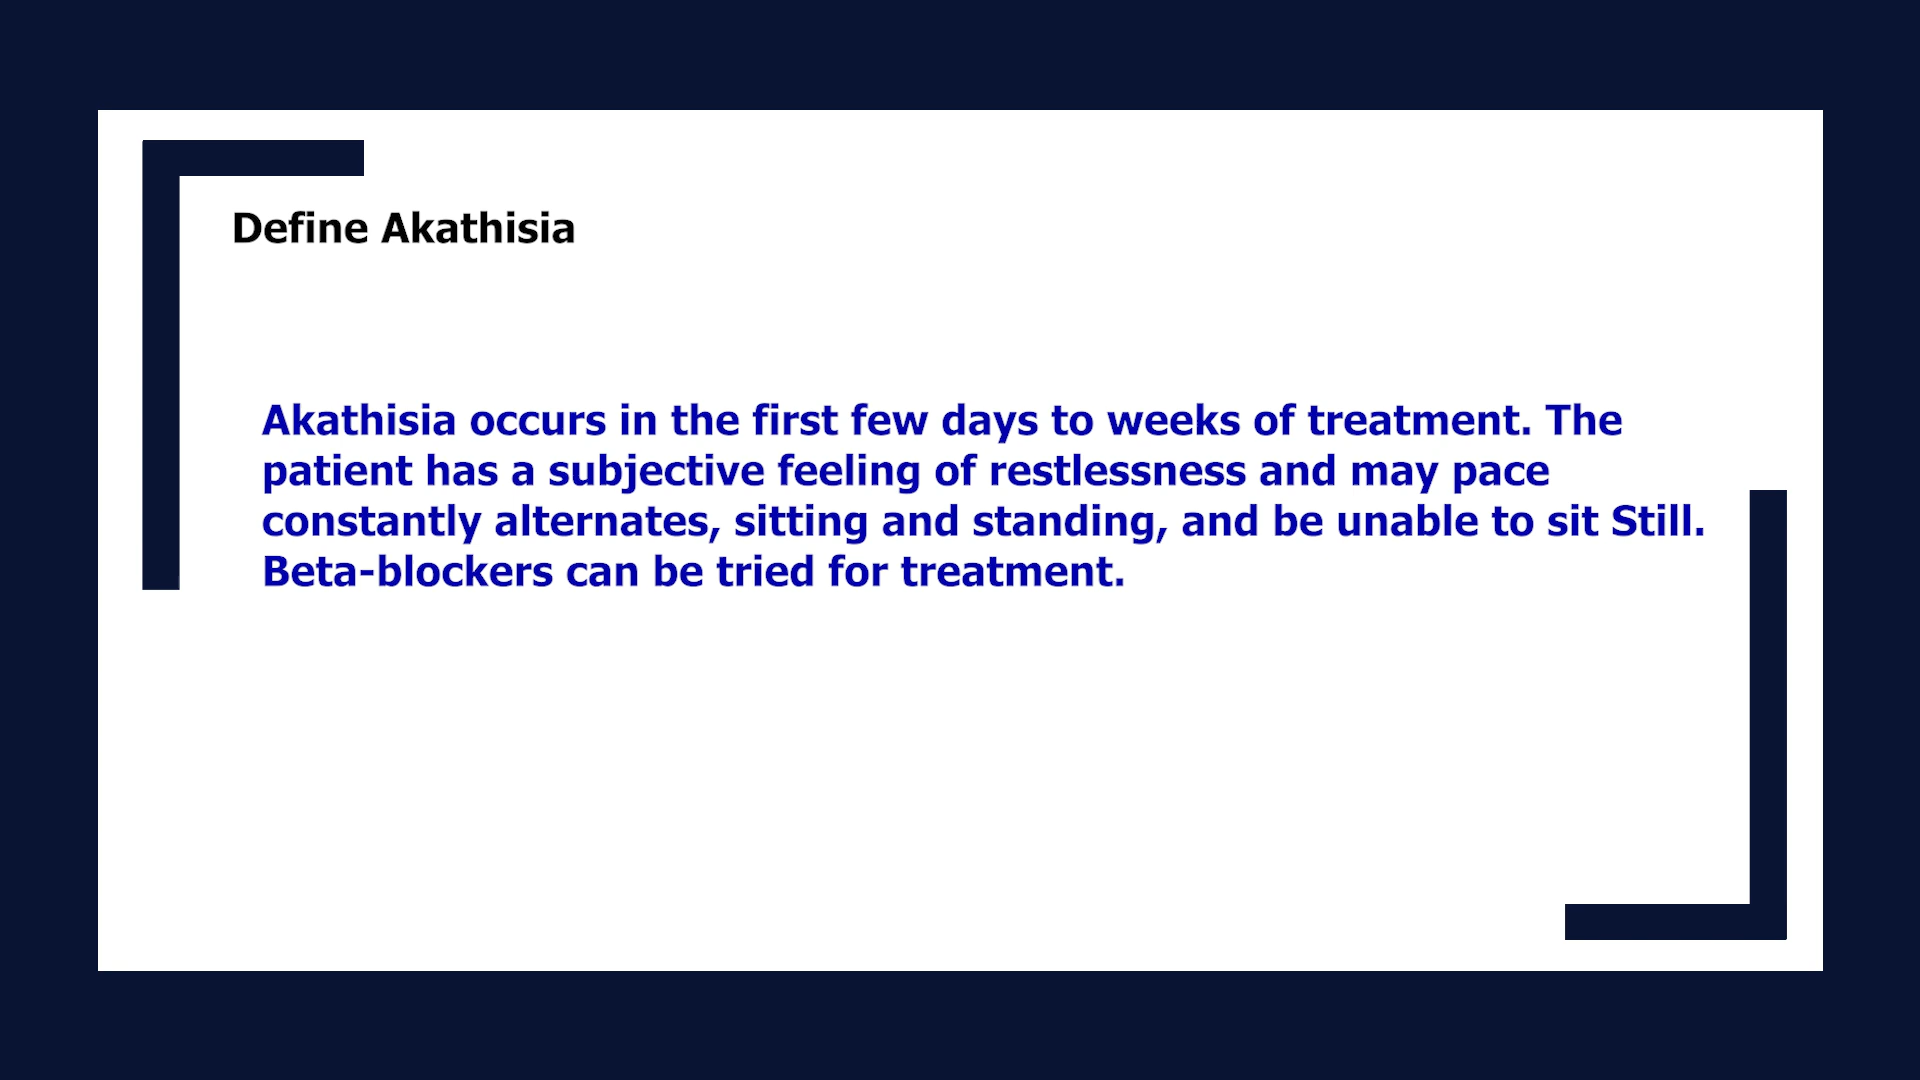 Define Akathisia
Akathisia occurs in the first few days to weeks of treatment. The
patient has a subjective feeling of restlessness and may pace
constantly alternates, sitting and standing, and be unable to sit Still.
Beta-blockers can be tried for treatment.